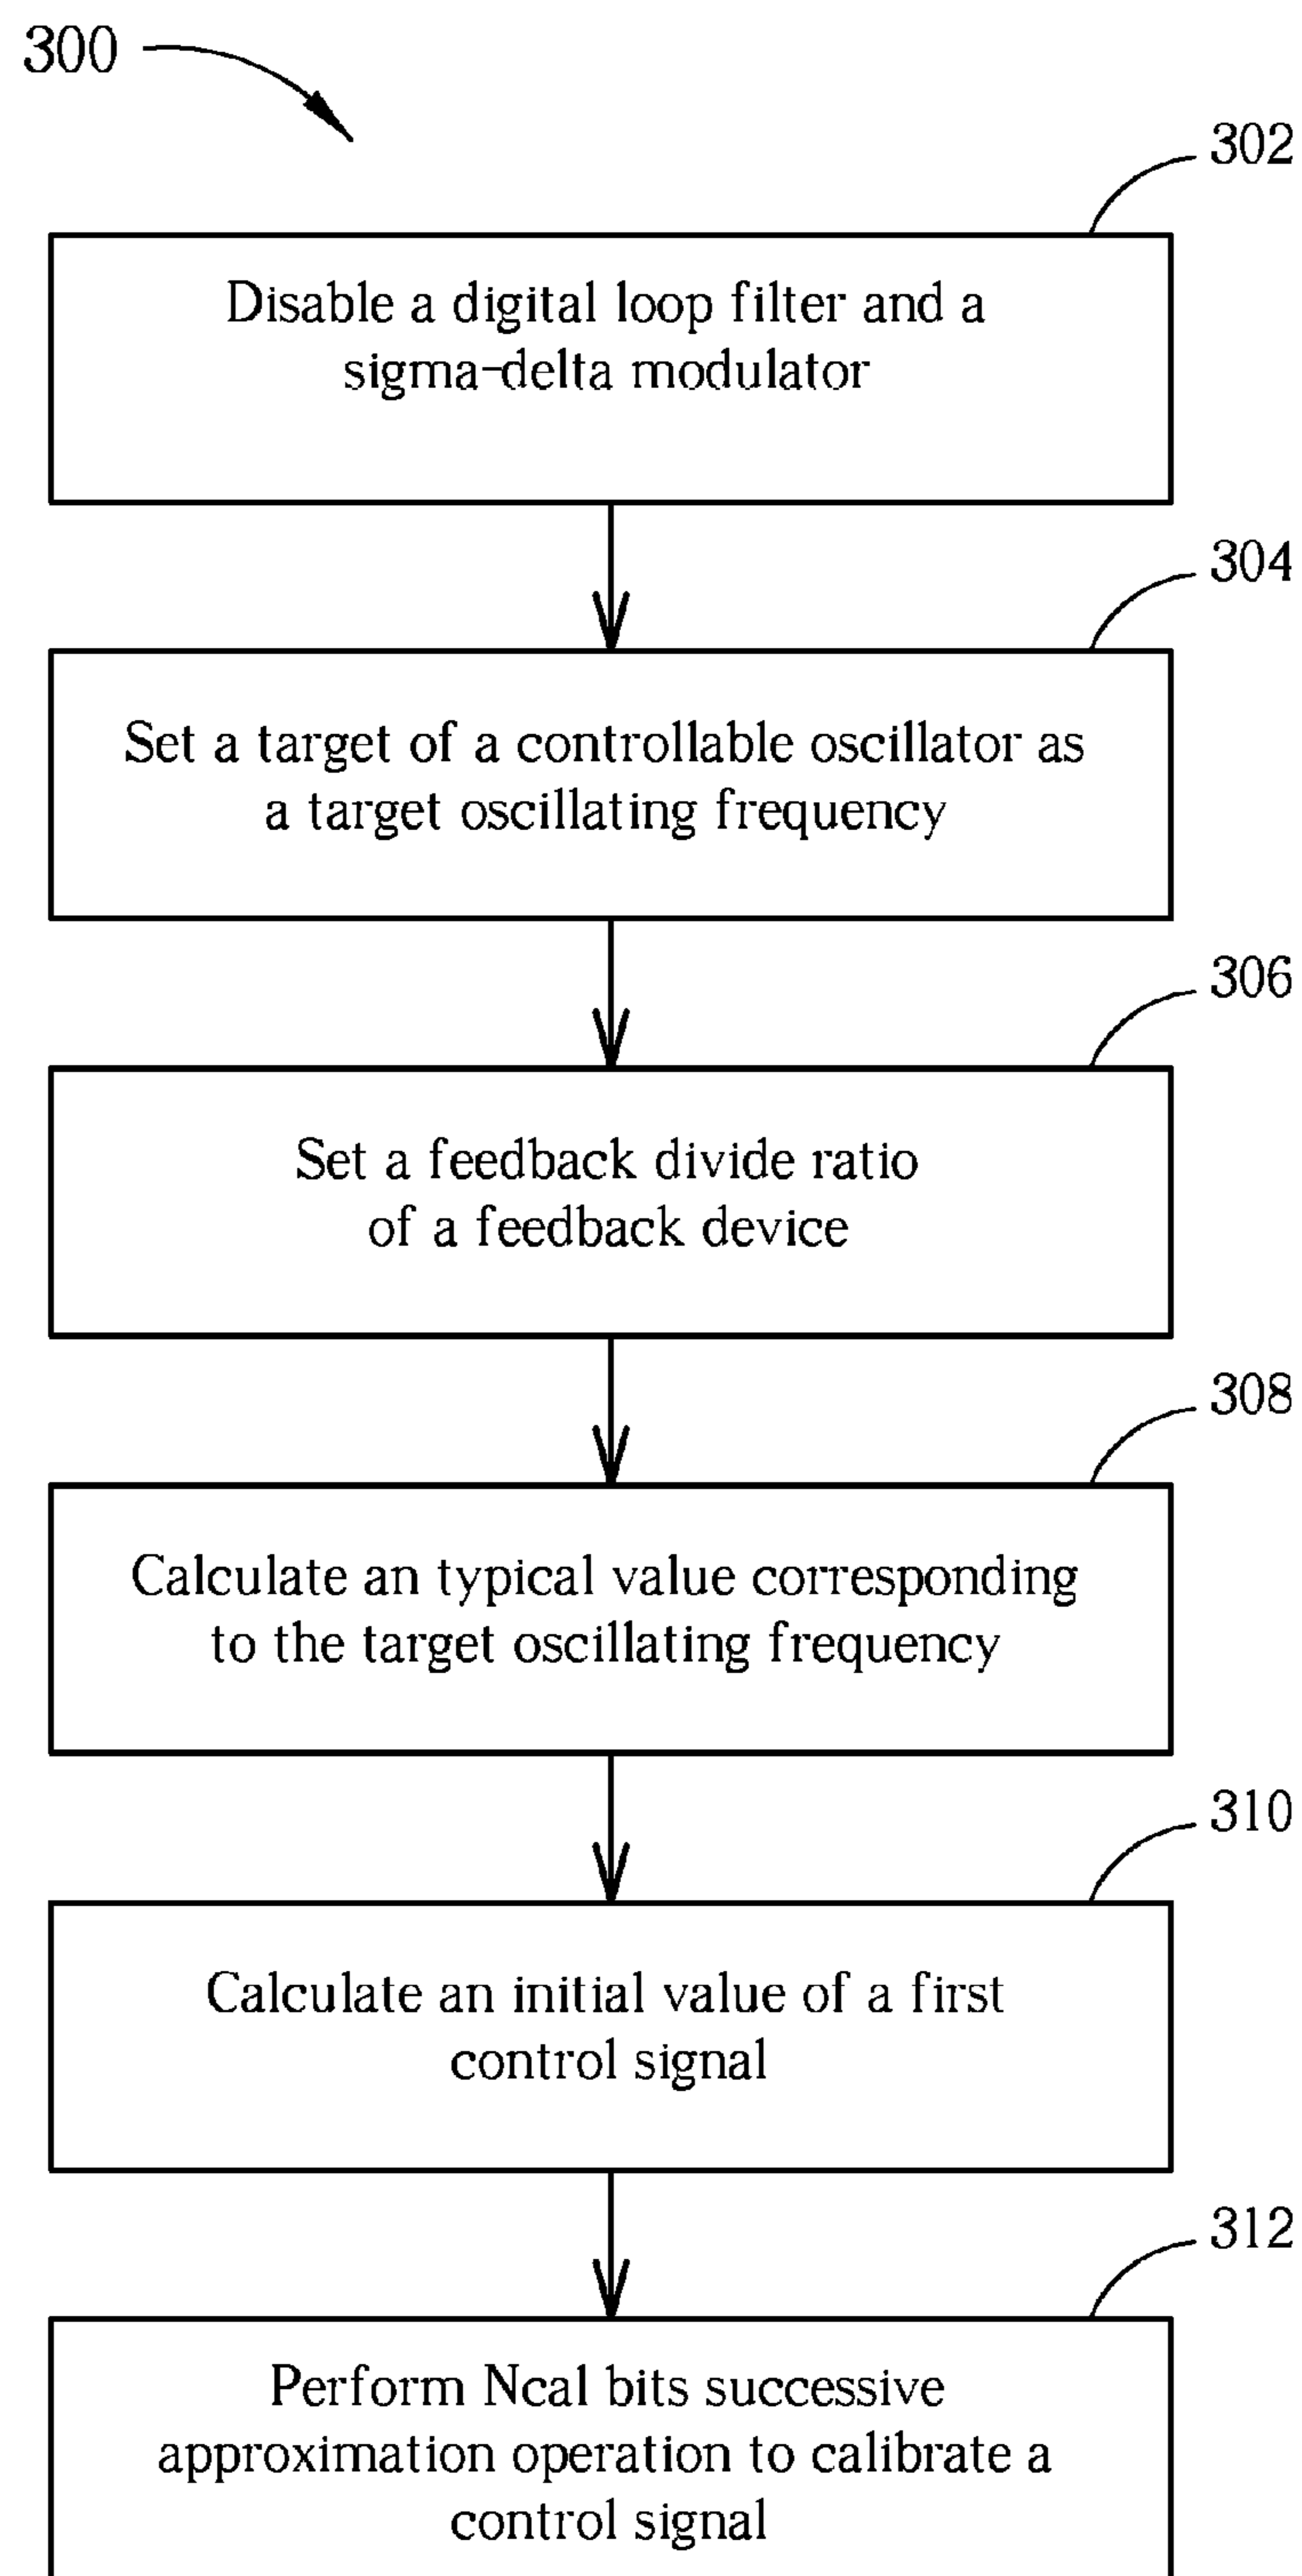 300
302
Disable a digital loop filter and a
sigma-delta modulator
304
Set a target of a controllable oscillator as
a target oscillating frequency
306
Set a feedback divide ratio
of a feedback device
308
Calculate an typical value corresponding
to the target oscillating frequency
310
Calculate an initial value of a first
control signal
312
Perform Ncal bits successive
approximation operation to calibrate a
control signal